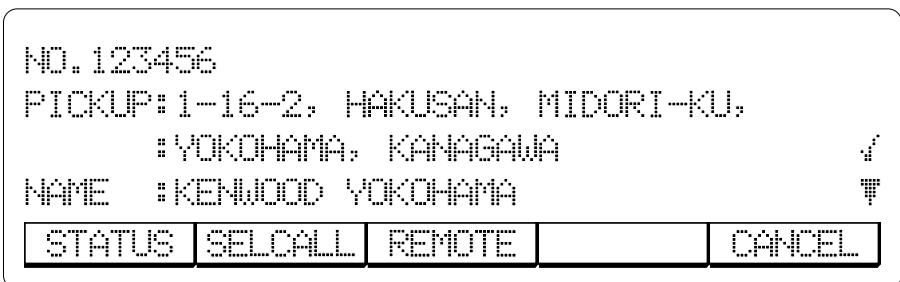 NO.123456
PICKUP:1-16-2, HAKUSAN, MIDORI-KU,
:YOKOHAMA, KANAGAWA
NAME :KENWOOD YOKOHAMA
STATUS SELCALL REMOTE CANCEL